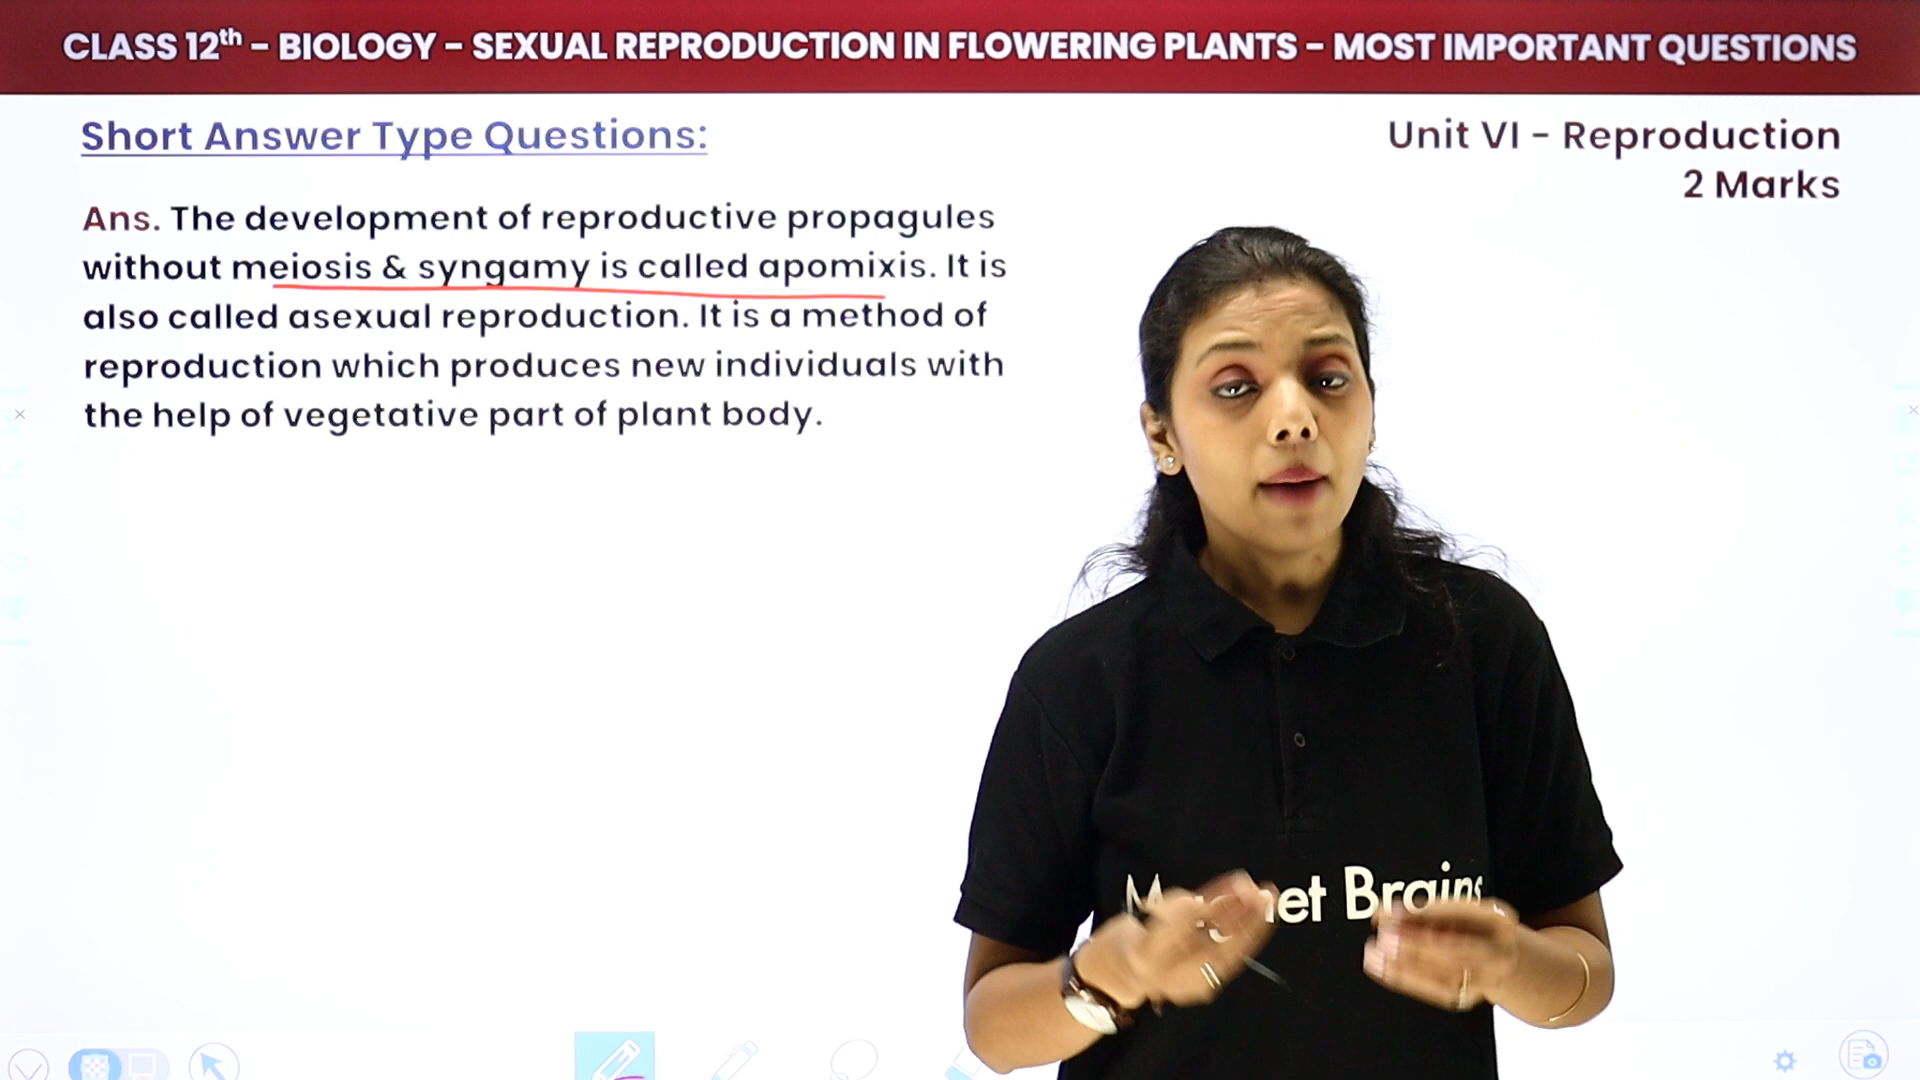 CLASS 12th - BIOLOGY - SEXUAL REPRODUCTION IN FLOWERING PLANTS - MOST IMPORTANT QUESTIONS
Short Answer Type Questions:
Unit VI - Reproduction
2 Marks
Ans. The development of reproductive propagules
without meiosis & syngamy is called apomixis. It is
also called asexual reproduction. It is a method of
reproduction which produces new individuals with
the help of vegetative part of plant body.
Brains